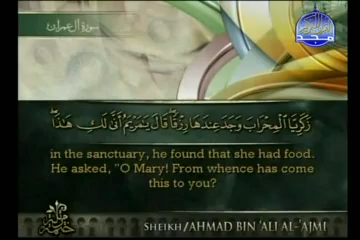 سورة آل عمران
زَكَرِيَّا ٱلْمِحْرَابَ وَجَدَ عِندَهَا رِزْقًا ۖ قَالَ يَٰمَرْيَمُ أَنَّىٰ لَكِ هَٰذَا ۖ
in the sanctuary, he found that she had food.
He asked, "O Mary! From whence has come
this to you?
SHEIKH/AHMAD BIN 'ALI AL-'AJMI